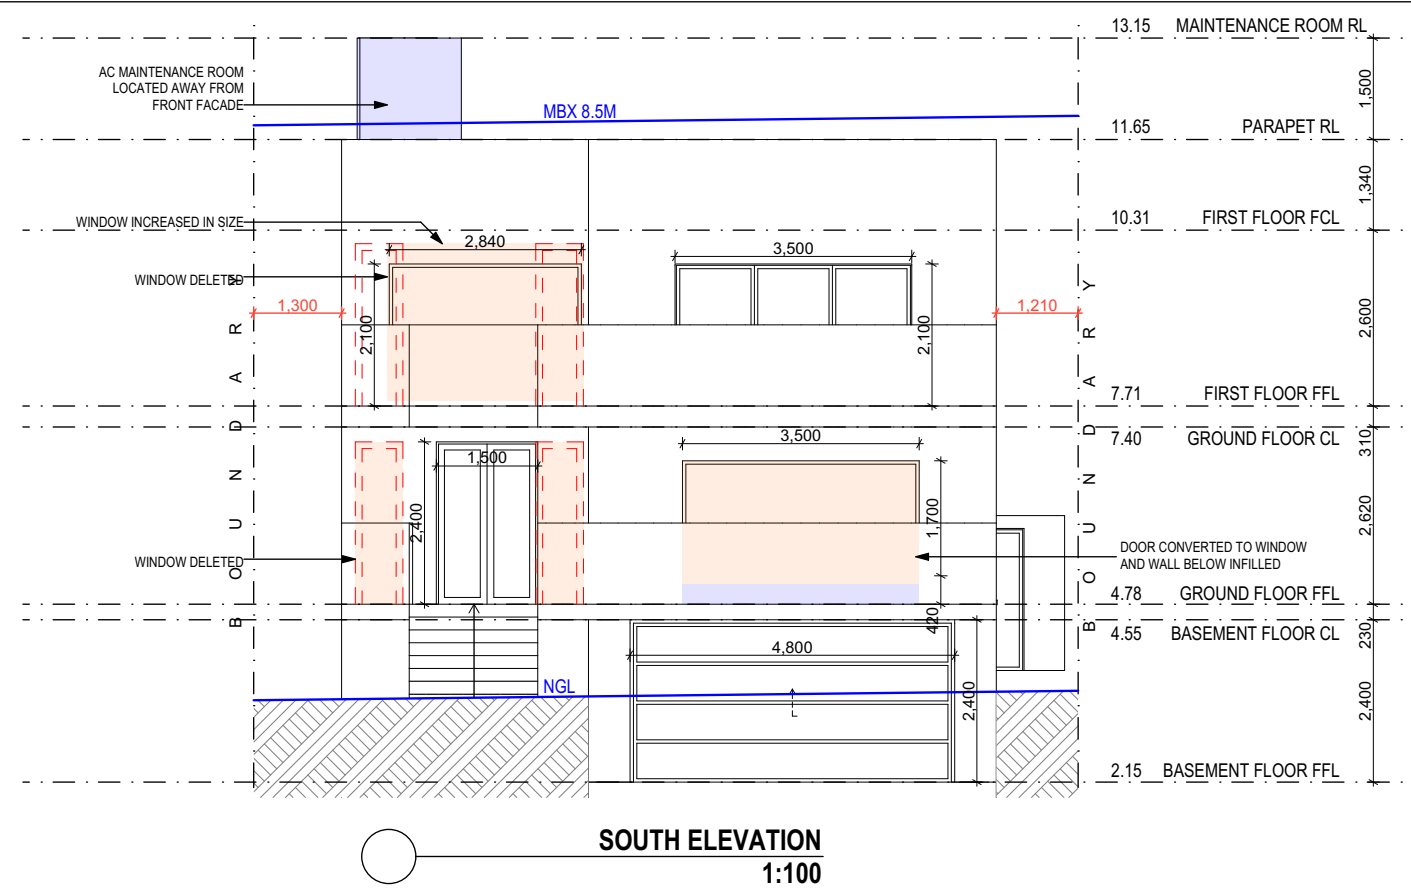 13.15 MAINTENANCE ROOM RL
AC MAINTENANCE ROOM
LOCATED AWAY FROM
FRONT FACADE
1,500
MBX 8.5M
11.65 PARAPET RL
1,340
WINDOW INCREASED IN SIZE
10.31 FIRST FLOOR FCL
2,840
3,500
WINDOW DELETED
1,300
1,210
2,100
2,100
2,600
7.71 FIRST FLOOR FFL
7.40 GROUND FLOOR CL
310
3,500
1,500
2,400
1,700
2,620
WINDOW DELETED
DOOR CONVERTED TO WINDOW
AND WALL BELOW INFILLED
4.78 GROUND FLOOR FFL
420
4.55 BASEMENT FLOOR CL
230
4,800
NGL
2,400
2,400
L
2.15 BASEMENT FLOOR FFL
BOUNDARY
BOUNDARY
SOUTH ELEVATION
1:100